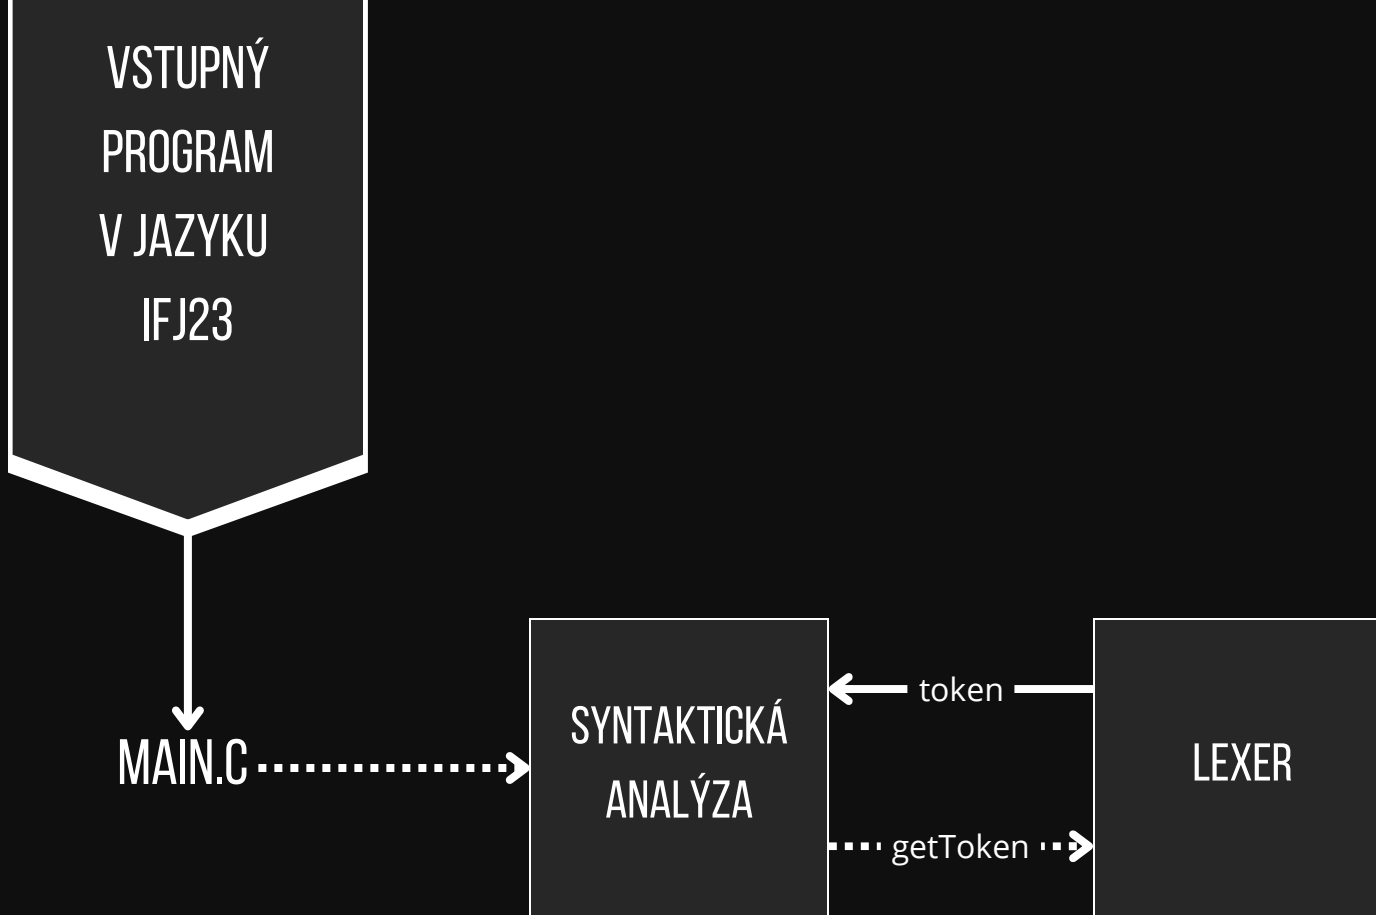 VSTUPNÝ
PROGRAM
V JAZYKU
IFJ23
MAIN.C
SYNTAKTICKÁ
ANALÝZA
token
getToken
LEXER